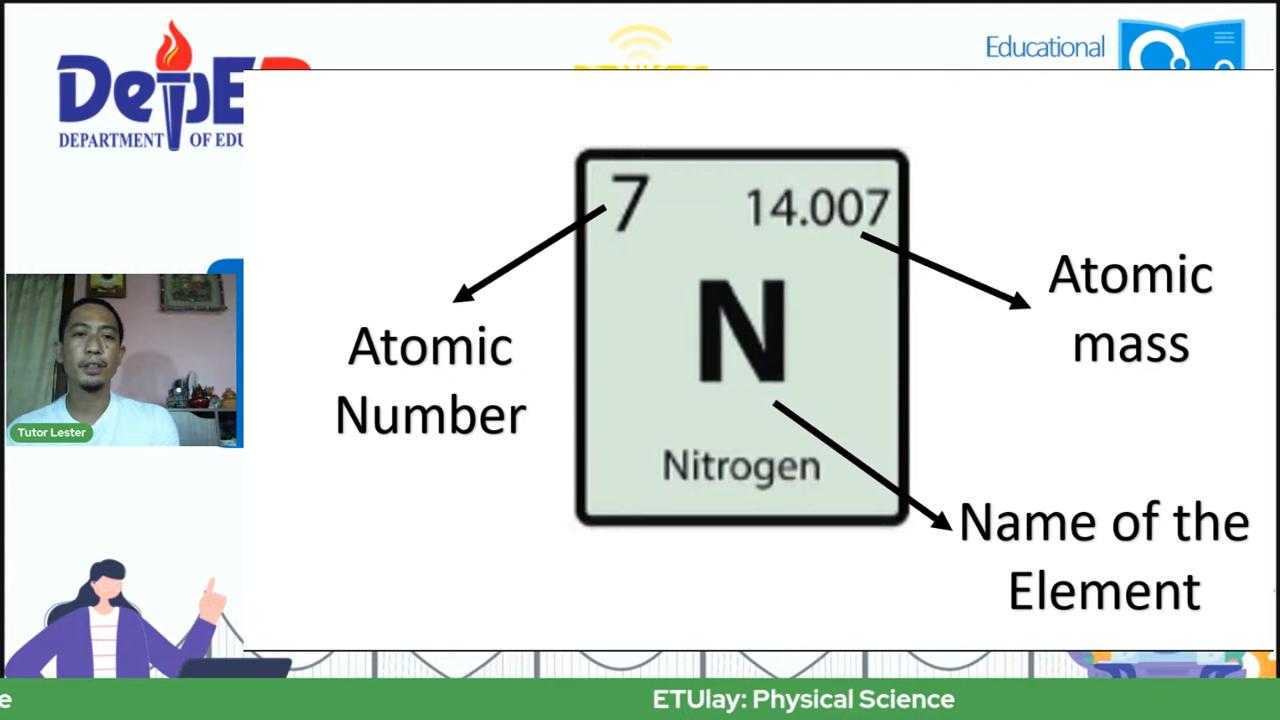 DepE
DEPARTMENT OF EDU
Educational
7
14.007
N
Nitrogen
Atomic
Number
Atomic
mass
Name of the
Element
Tutor Lester
e
ETUlay: Physical Science